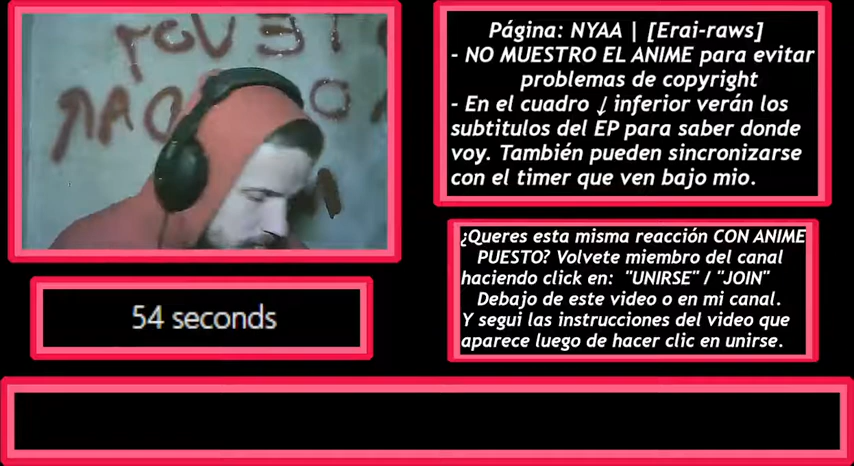 Página: NYAA | [Erai-raws]
- NO MUESTRO EL ANIME para evitar
problemas de copyright
- En el cuadro ↓ inferior verán los
subtitulos del EP para saber donde
voy. También pueden sincronizarse
con el timer que ven bajo mio.
¿Queres esta misma reacción CON ANIME
PUESTO? Volvete miembro del canal
haciendo click en: "UNIRSE" / "JOIN"
Debajo de este video o en mi canal.
Y segui las instrucciones del video que
aparece luego de hacer clic en unirse.
54 seconds